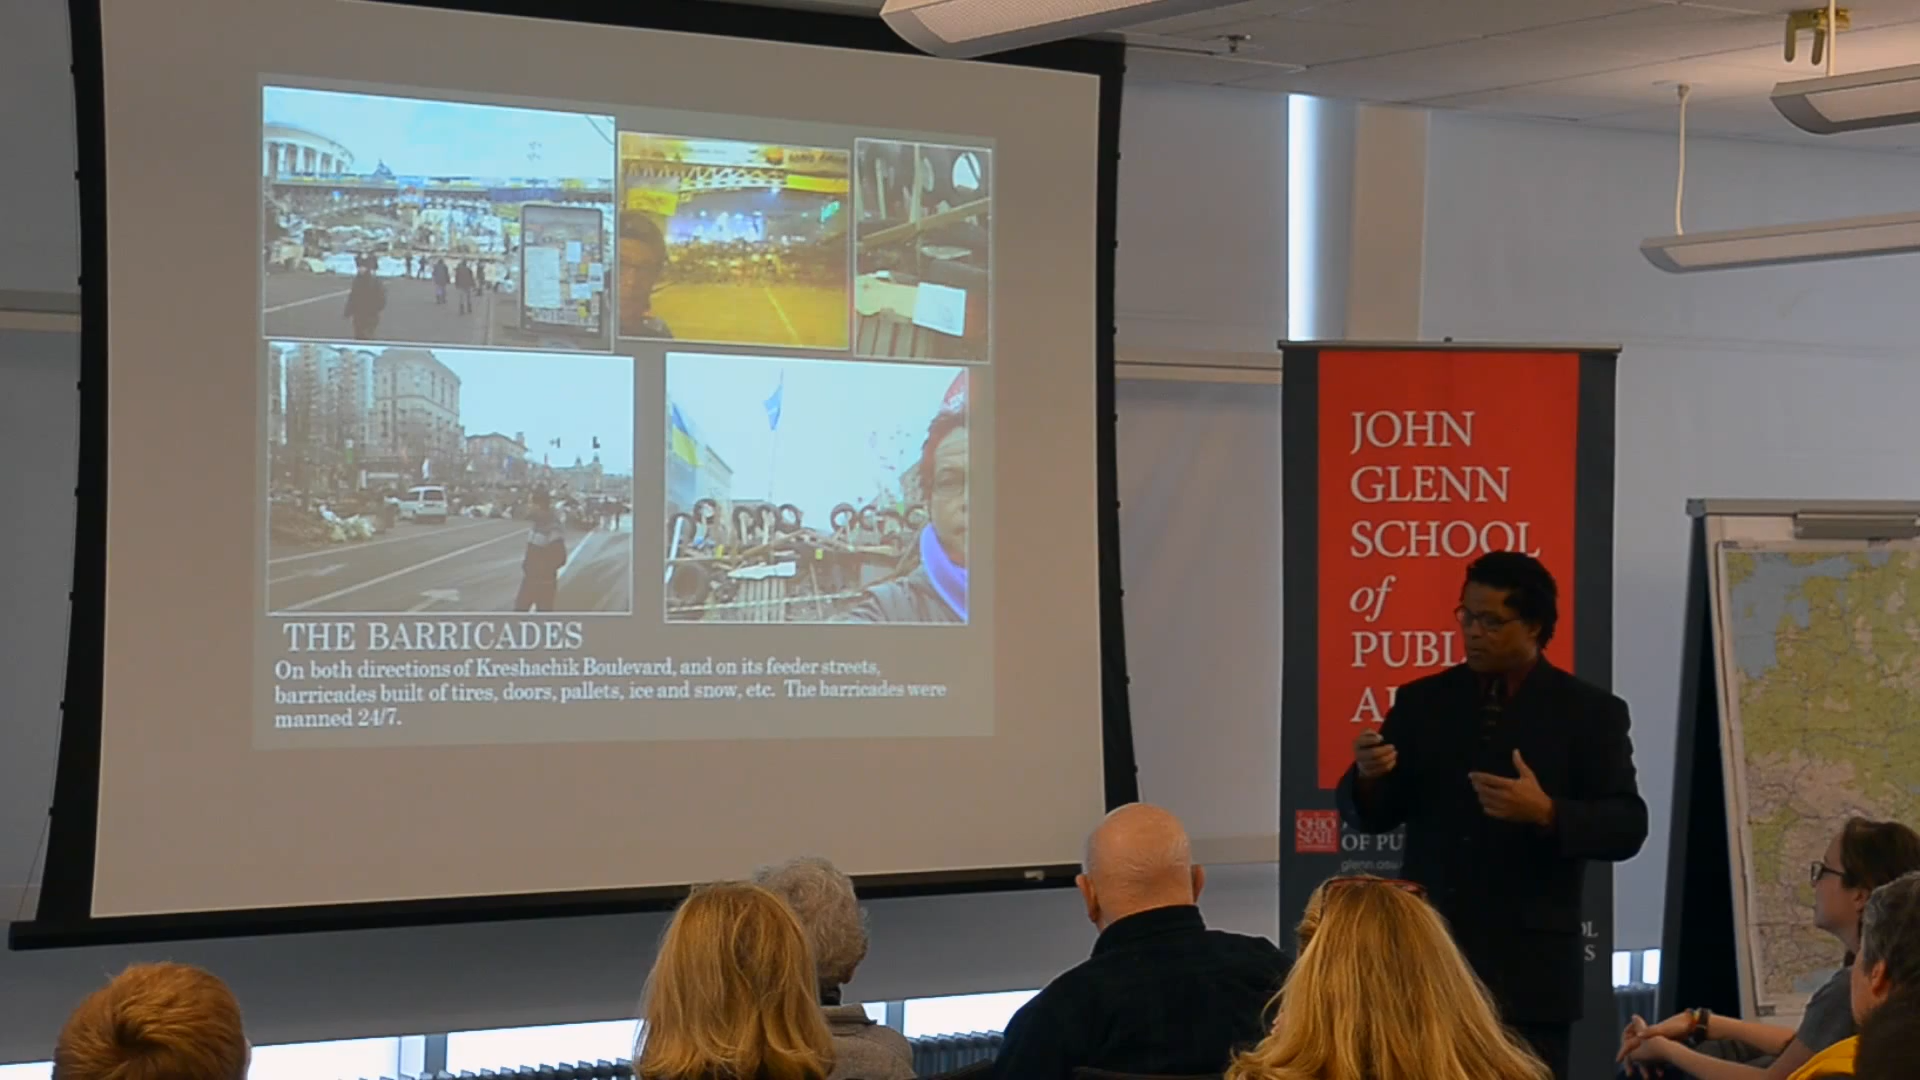 THE BARRICADES
On both directions of Kreshachik Boulevard, and on its feeder streets,
barricades built of tires, doors, pallets, ice and snow, etc. The barricades were
manned 24/7.
JOHN
GLENN
SCHOOL
of
PUBL
A
OHIO
STATE
OF PU
glenn.osu